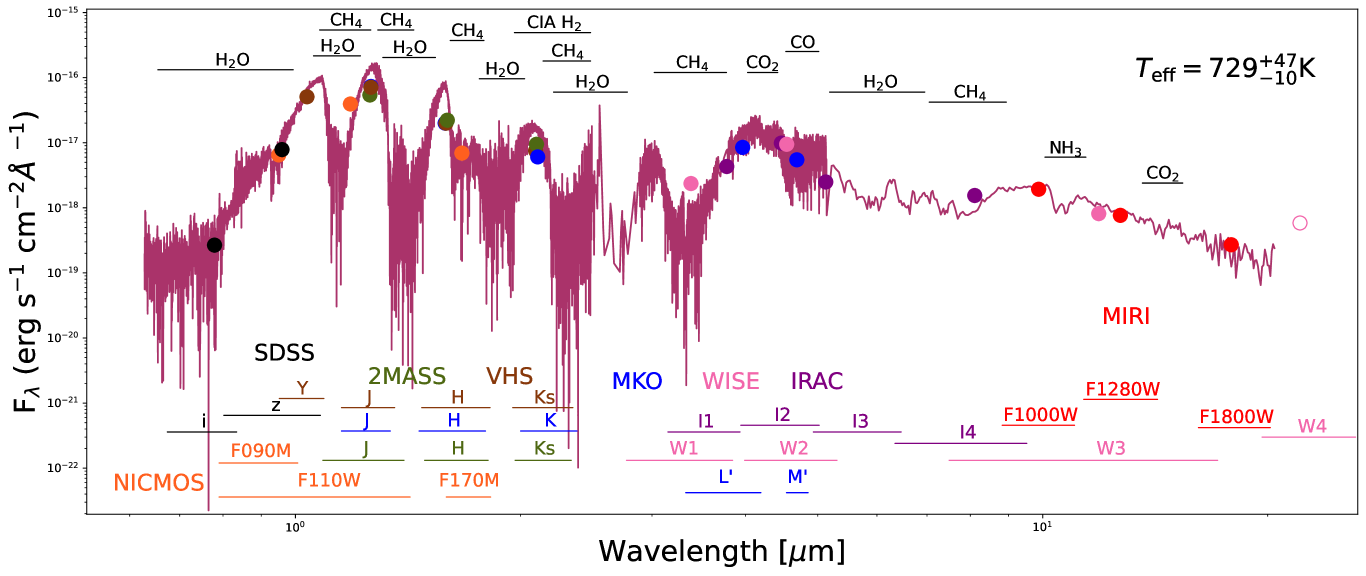 CH₄ CH₄ CIA H₂
CH₄ CO
H₂O H₂O CH₄
H₂O H₂O CH₄ CO₂
H₂O H₂O CH₄
T_eff = 729⁺⁴⁷₋₁₀K
NH₃
CO₂
10⁻¹⁵
10⁻¹⁶
10⁻¹⁷
10⁻¹⁸
10⁻¹⁹
10⁻²⁰
10⁻²¹
10⁻²²
F_λ (erg s⁻¹ cm⁻²Å⁻¹)
MIRI
SDSS
2MASS VHS MKO WISE IRAC
Y J H Ks F1280W
i z J H K I1 I2 I3 I4 F1000W F1800W W4
F090M J H Ks W1 W2 W3
NICMOS F110W F170M L' M'
10⁰ 10¹
Wavelength [μm]